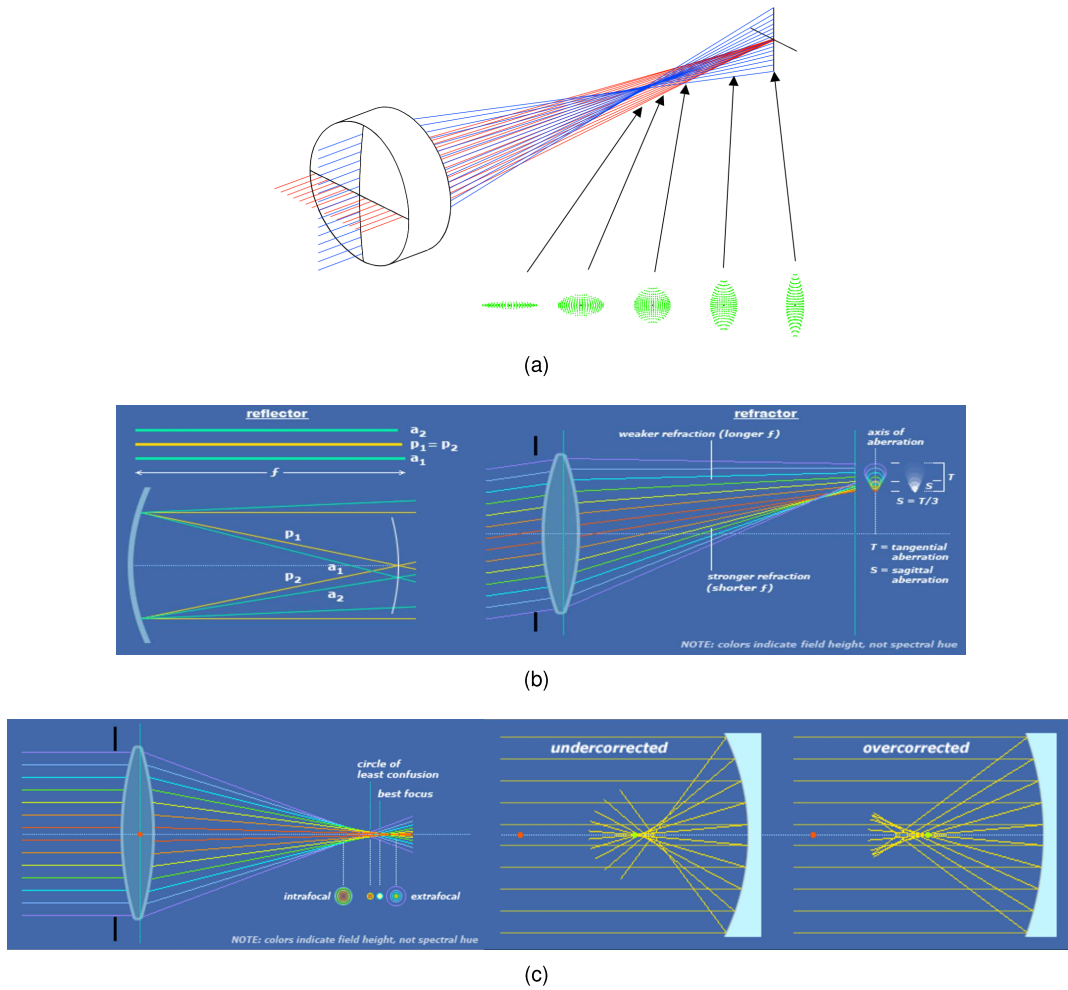 (a)
reflector
a2
p1 = p2
a1
f
p1
a1
p2
a2
refractor
weaker refraction (longer f)
axis of
aberration
T
S
S = T/3
T = tangential
aberration
S = sagittal
aberration
stronger refraction
(shorter f)
NOTE: colors indicate field height, not spectral hue
(b)
circle of
least confusion
best focus
intrafocal
extrafocal
NOTE: colors indicate field height, not spectral hue
undercorrected
overcorrected
(c)